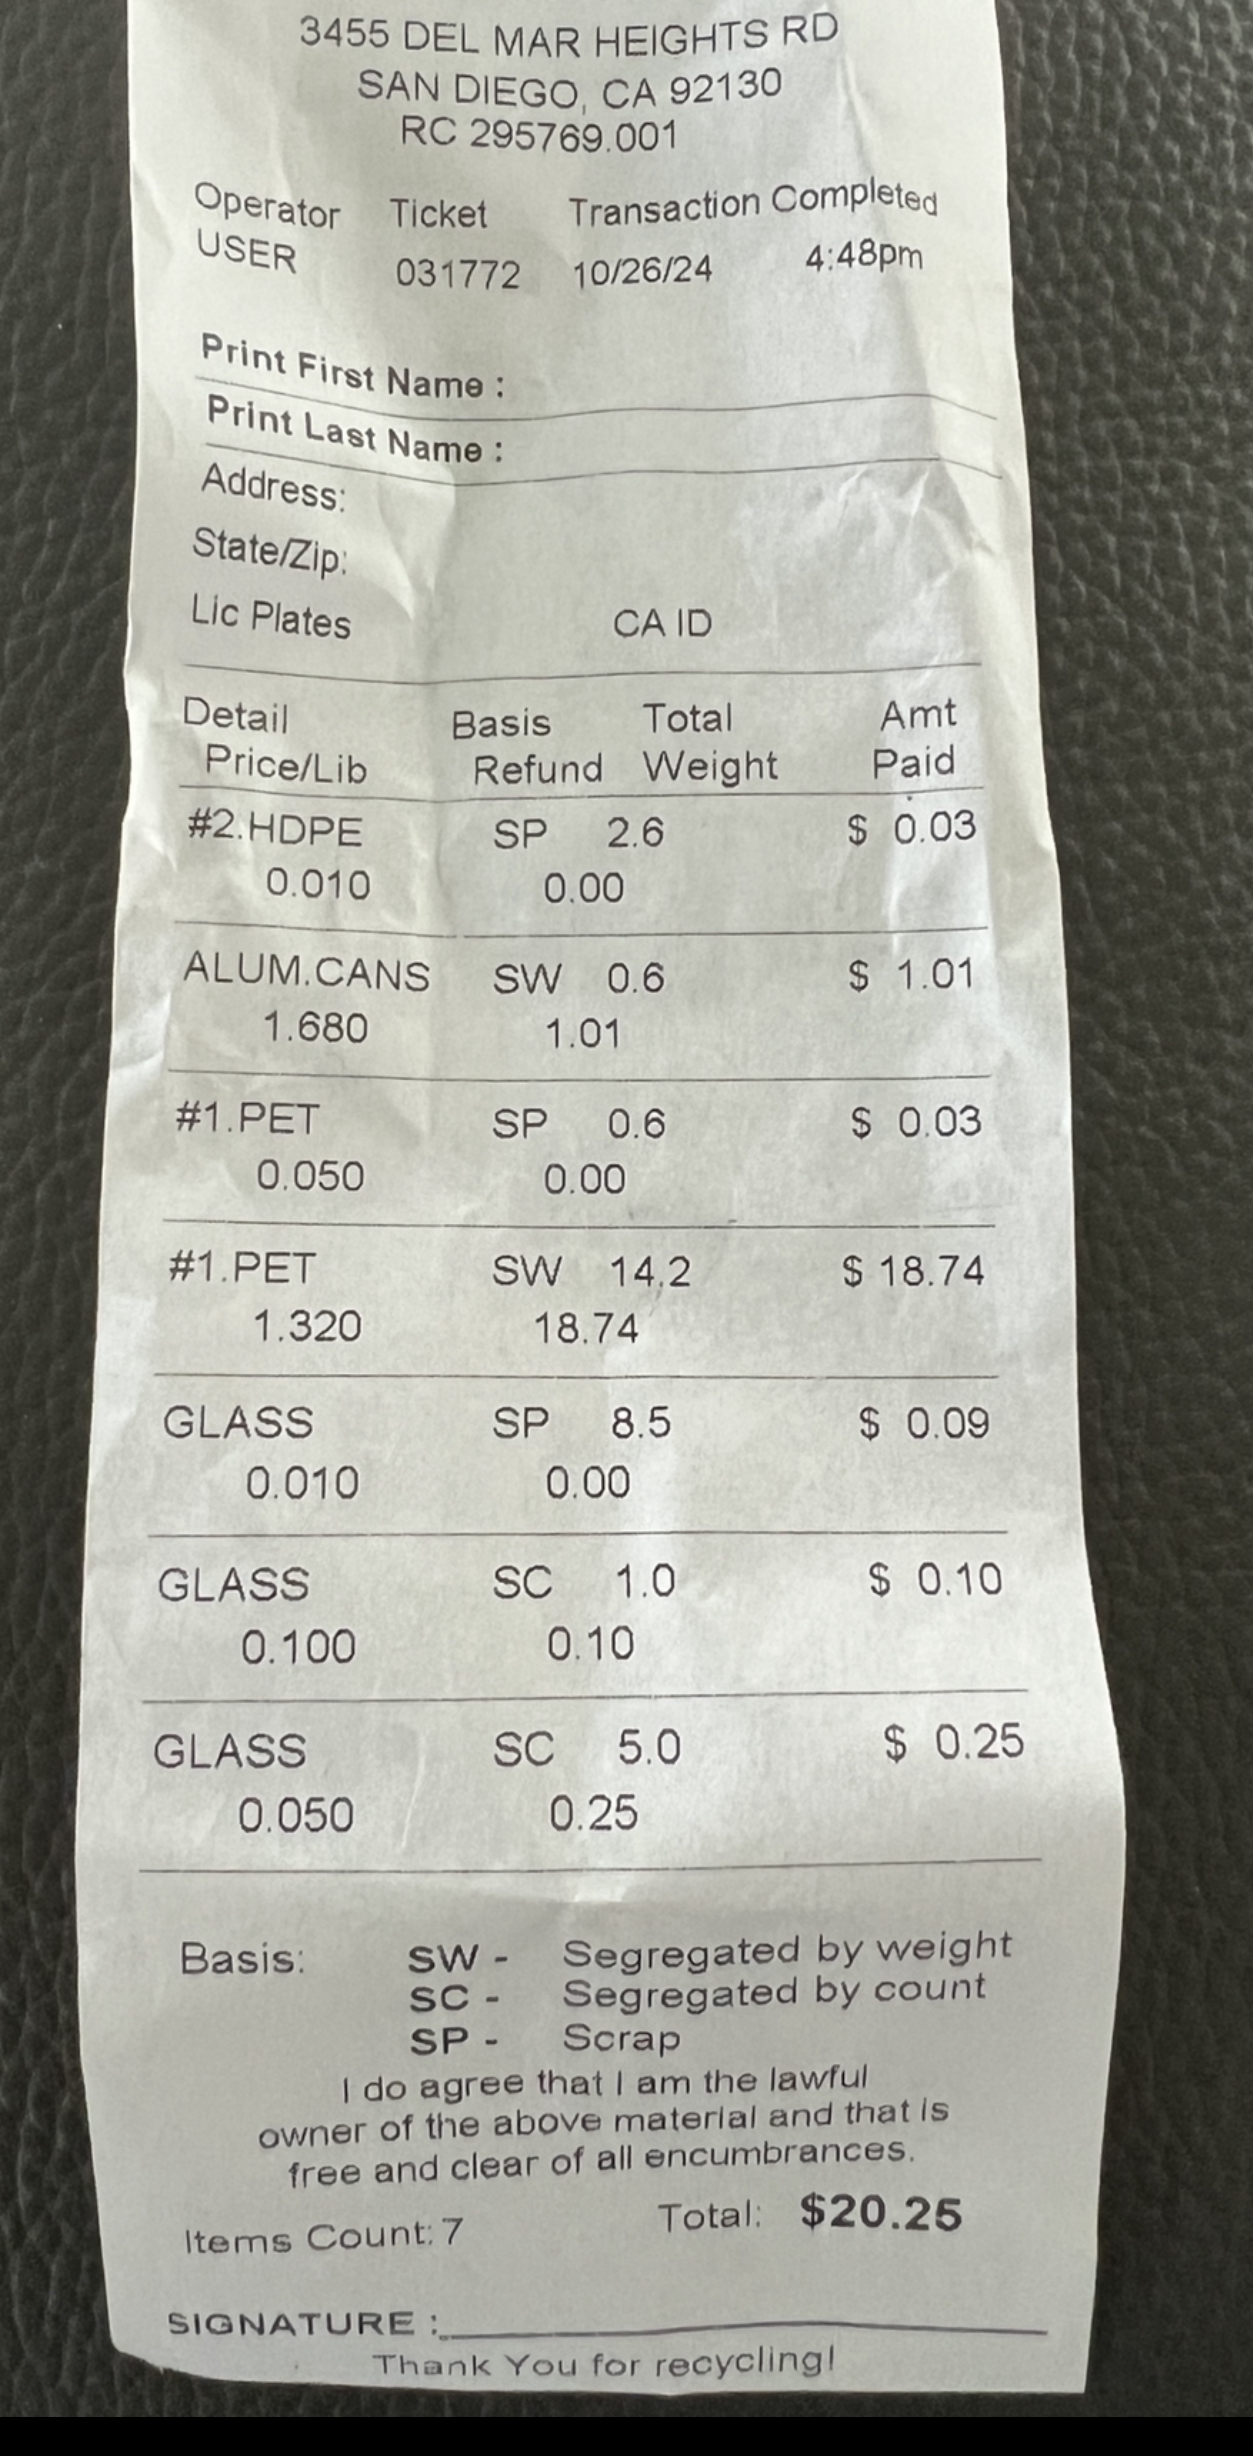 3455 DEL MAR HEIGHTS RD
SAN DIEGO, CA 92130
RC 295769.001
Operator Ticket Transaction Completed
USER 031772 10/26/24 4:48pm
Print First Name :
Print Last Name :
Address:
State/Zip:
Lic Plates CA ID
Detail Basis Total Amt
Price/Lib Refund Weight Paid
#2.HDPE SP 2.6 $ 0.03
0.010 0.00
ALUM.CANS SW 0.6 $ 1.01
1.680 1.01
#1.PET SP 0.6 $ 0.03
0.050 0.00
#1.PET SW 14.2 $ 18.74
1.320 18.74
GLASS SP 8.5 $ 0.09
0.010 0.00
GLASS SC 1.0 $ 0.10
0.100 0.10
GLASS SC 5.0 $ 0.25
0.050 0.25
Basis: SW - Segregated by weight
SC - Segregated by count
SP - Scrap
I do agree that I am the lawful
owner of the above material and that is
free and clear of all encumbrances.
Items Count: 7 Total: $20.25
SIGNATURE :
Thank You for recycling!